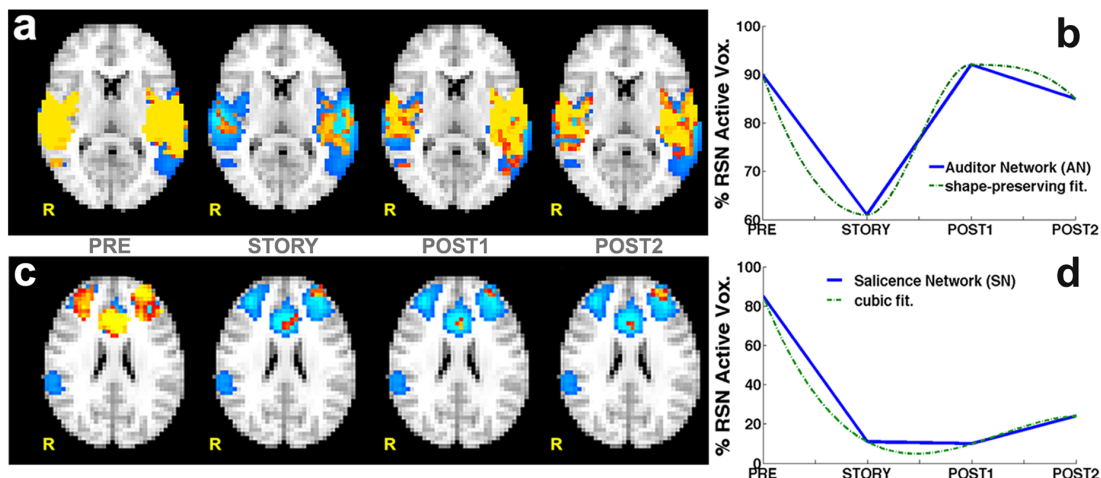 a
R
R
R
R
PRE
STORY
POST1
POST2
b
% RSN Active Vox.
100
90
80
70
60
Auditor Network (AN)
shape-preserving fit.
PRE
STORY
POST1
POST2
c
R
R
R
R
d
% RSN Active Vox.
100
80
60
40
20
0
Salicence Network (SN)
cubic fit.
PRE
STORY
POST1
POST2